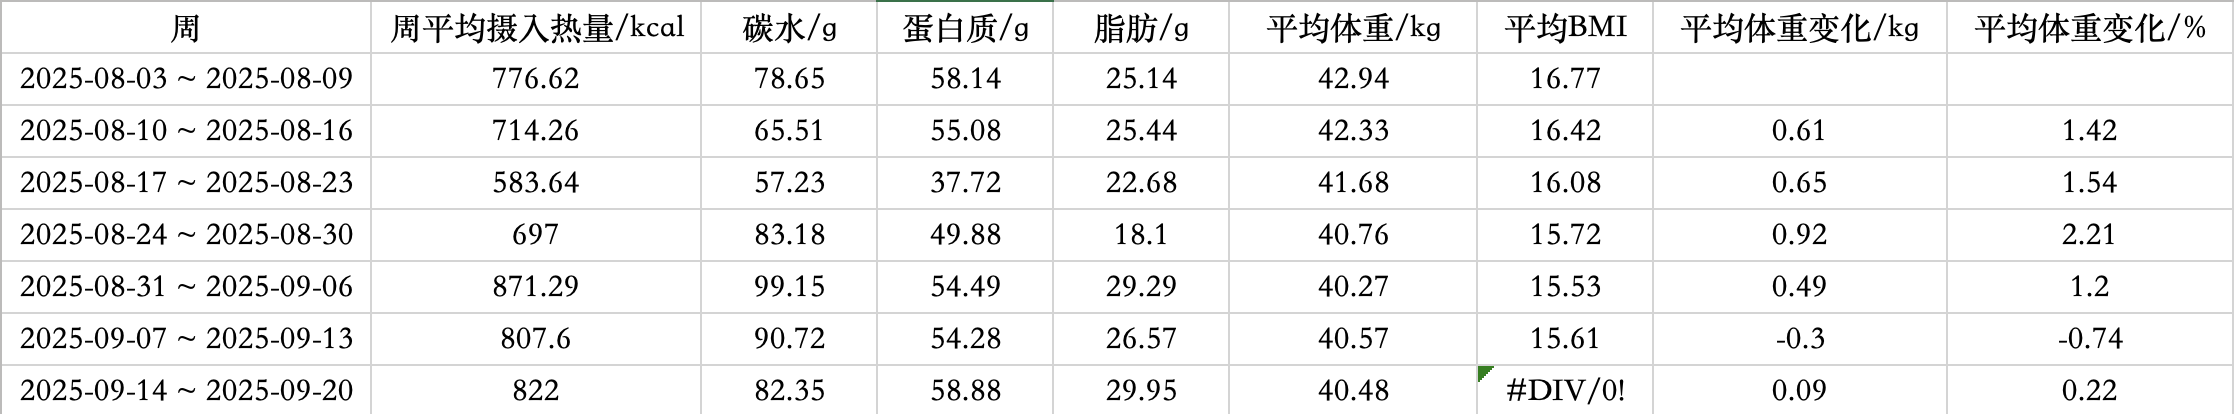 周 周平均摄入热量/kcal 碳水/g 蛋白质/g 脂肪/g 平均体重/kg 平均BMI 平均体重变化/kg 平均体重变化/%
2025-08-03 ~ 2025-08-09 776.62 78.65 58.14 25.14 42.94 16.77
2025-08-10 ~ 2025-08-16 714.26 65.51 55.08 25.44 42.33 16.42 0.61 1.42
2025-08-17 ~ 2025-08-23 583.64 57.23 37.72 22.68 41.68 16.08 0.65 1.54
2025-08-24 ~ 2025-08-30 697 83.18 49.88 18.1 40.76 15.72 0.92 2.21
2025-08-31 ~ 2025-09-06 871.29 99.15 54.49 29.29 40.27 15.53 0.49 1.2
2025-09-07 ~ 2025-09-13 807.6 90.72 54.28 26.57 40.57 15.61 -0.3 -0.74
2025-09-14 ~ 2025-09-20 822 82.35 58.88 29.95 40.48 #DIV/0! 0.09 0.22